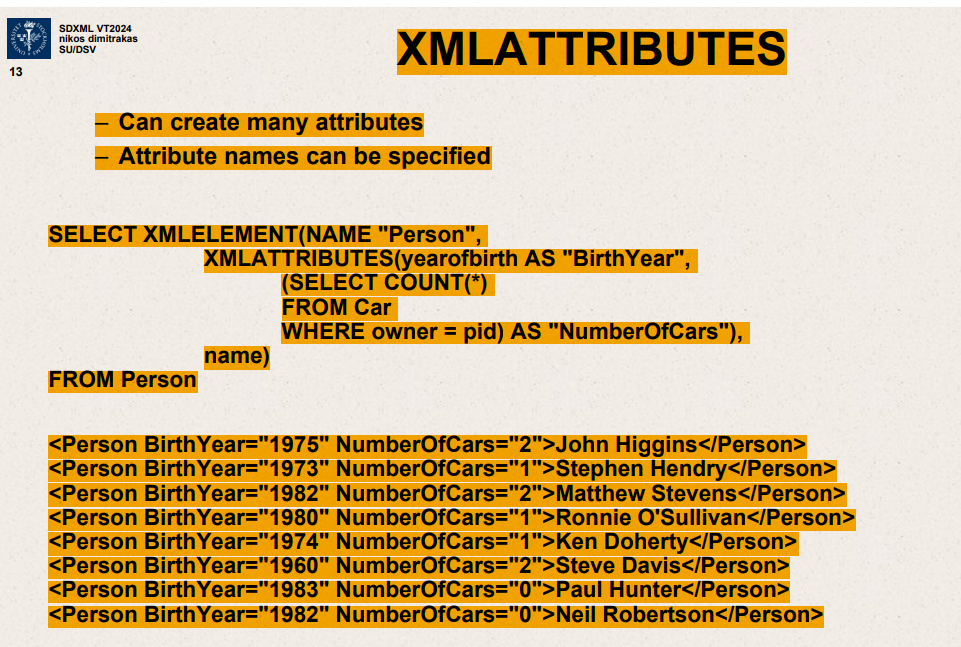 SDXML VT2024
nikos dimitrakas
SU/DSV
13
XMLATTRIBUTES
– Can create many attributes
– Attribute names can be specified
SELECT XMLELEMENT(NAME "Person",
XMLATTRIBUTES(yearofbirth AS "BirthYear",
(SELECT COUNT(*)
FROM Car
WHERE owner = pid) AS "NumberOfCars"),
name)
FROM Person
<Person BirthYear="1975" NumberOfCars="2">John Higgins</Person>
<Person BirthYear="1973" NumberOfCars="1">Stephen Hendry</Person>
<Person BirthYear="1982" NumberOfCars="2">Matthew Stevens</Person>
<Person BirthYear="1980" NumberOfCars="1">Ronnie O'Sullivan</Person>
<Person BirthYear="1974" NumberOfCars="1">Ken Doherty</Person>
<Person BirthYear="1960" NumberOfCars="2">Steve Davis</Person>
<Person BirthYear="1983" NumberOfCars="0">Paul Hunter</Person>
<Person BirthYear="1982" NumberOfCars="0">Neil Robertson</Person>